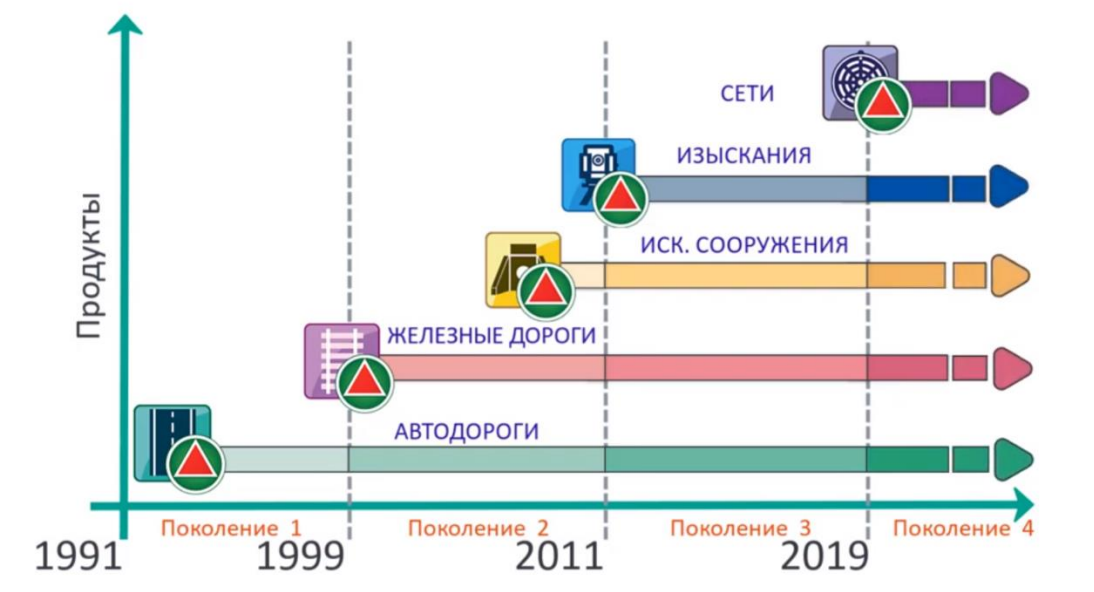 СЕТИ
ИЗЫСКАНИЯ
ИСК. СООРУЖЕНИЯ
ЖЕЛЕЗНЫЕ ДОРОГИ
АВТОДОРОГИ
Продукты
Поколение 1
Поколение 2
Поколение 3
Поколение 4
1991
1999
2011
2019